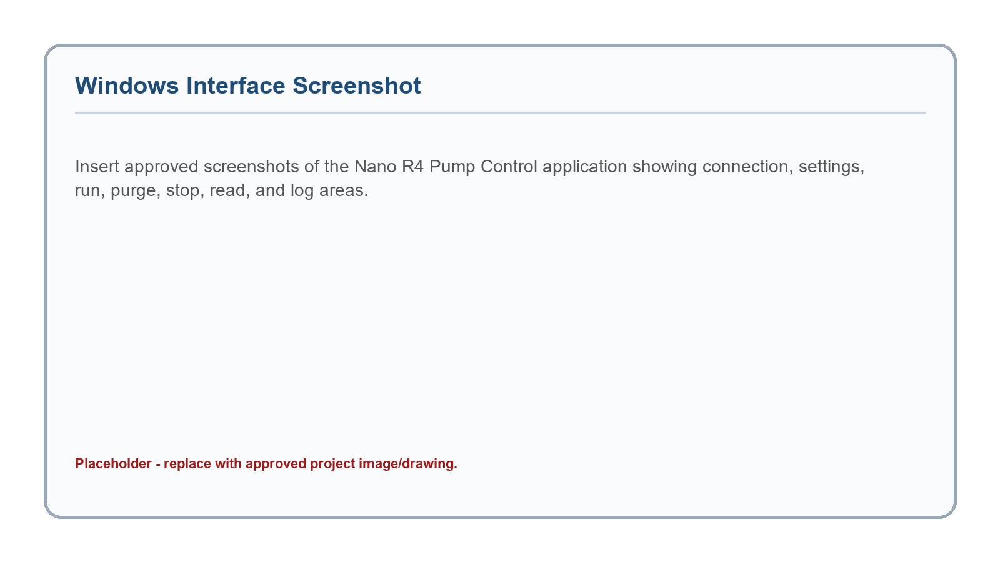 Windows Interface Screenshot
Insert approved screenshots of the Nano R4 Pump Control application showing connection, settings,
run, purge, stop, read, and log areas.
Placeholder - replace with approved project image/drawing.